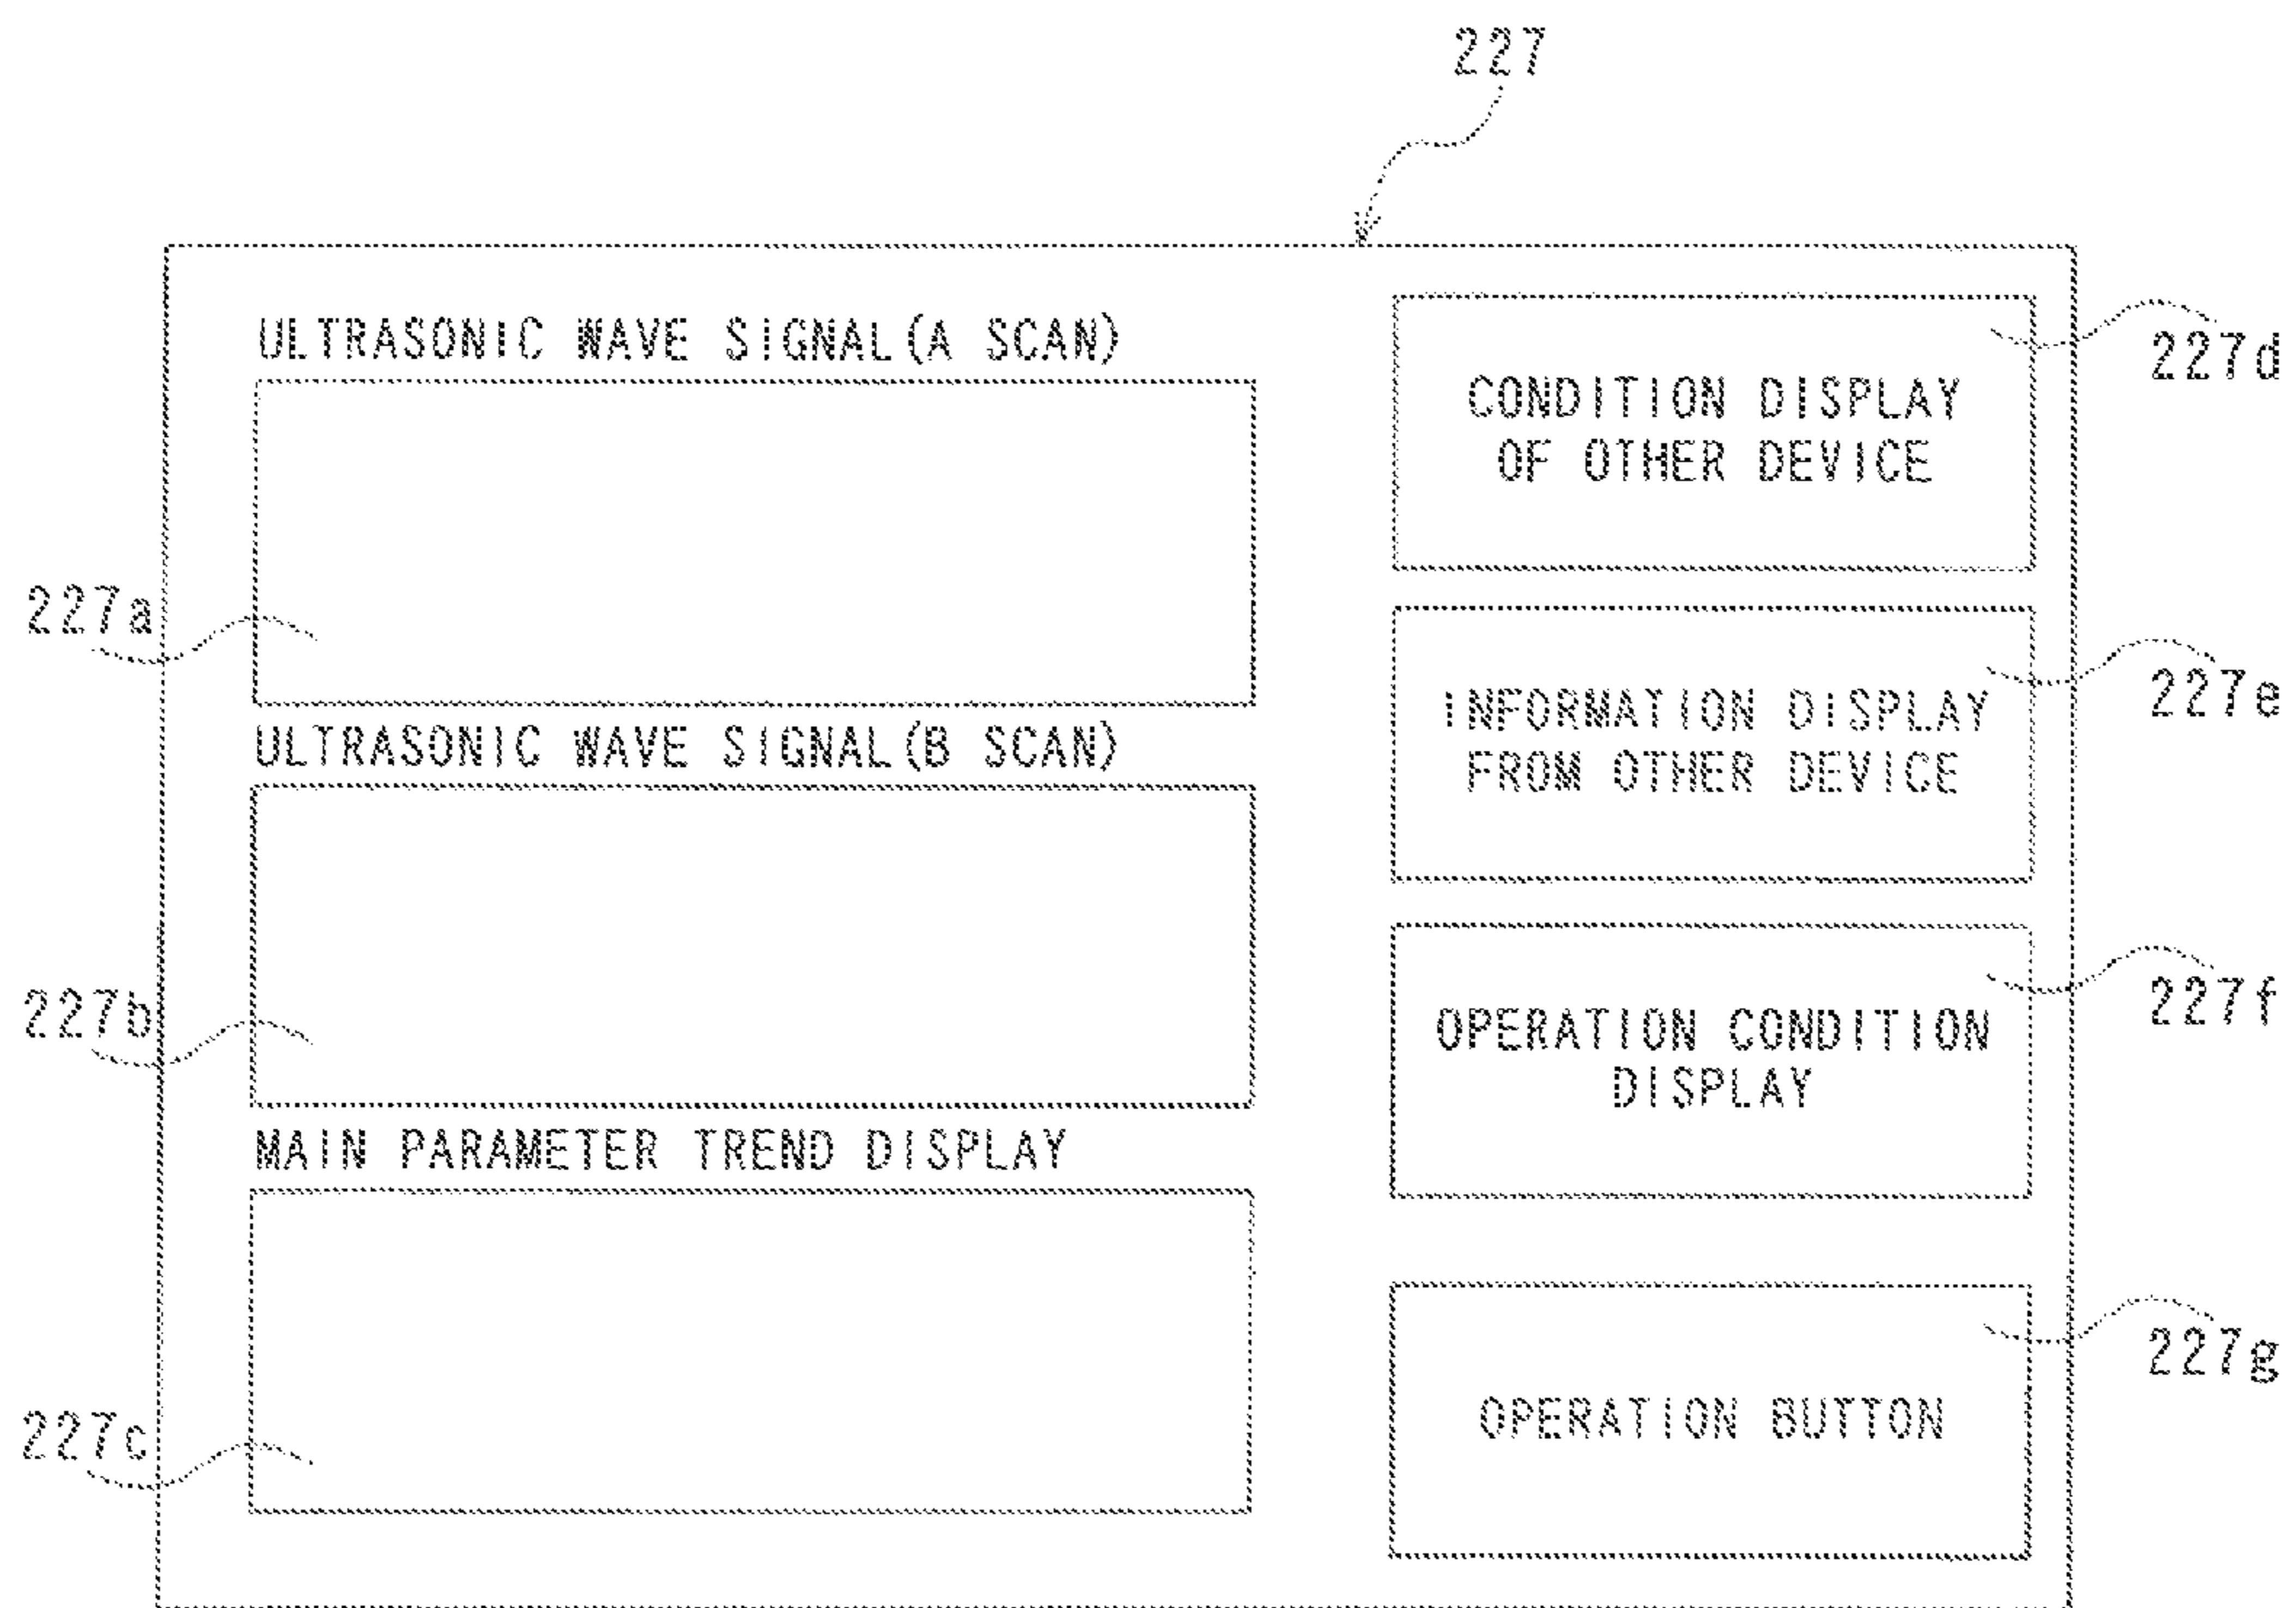 227
ULTRASONIC WAVE SIGNAL(A SCAN)
227a
ULTRASONIC WAVE SIGNAL(B SCAN)
227b
MAIN PARAMETER TREND DISPLAY
227c
CONDITION DISPLAY
OF OTHER DEVICE
227d
INFORMATION DISPLAY
FROM OTHER DEVICE
227e
OPERATION CONDITION
DISPLAY
227f
OPERATION BUTTON
227g